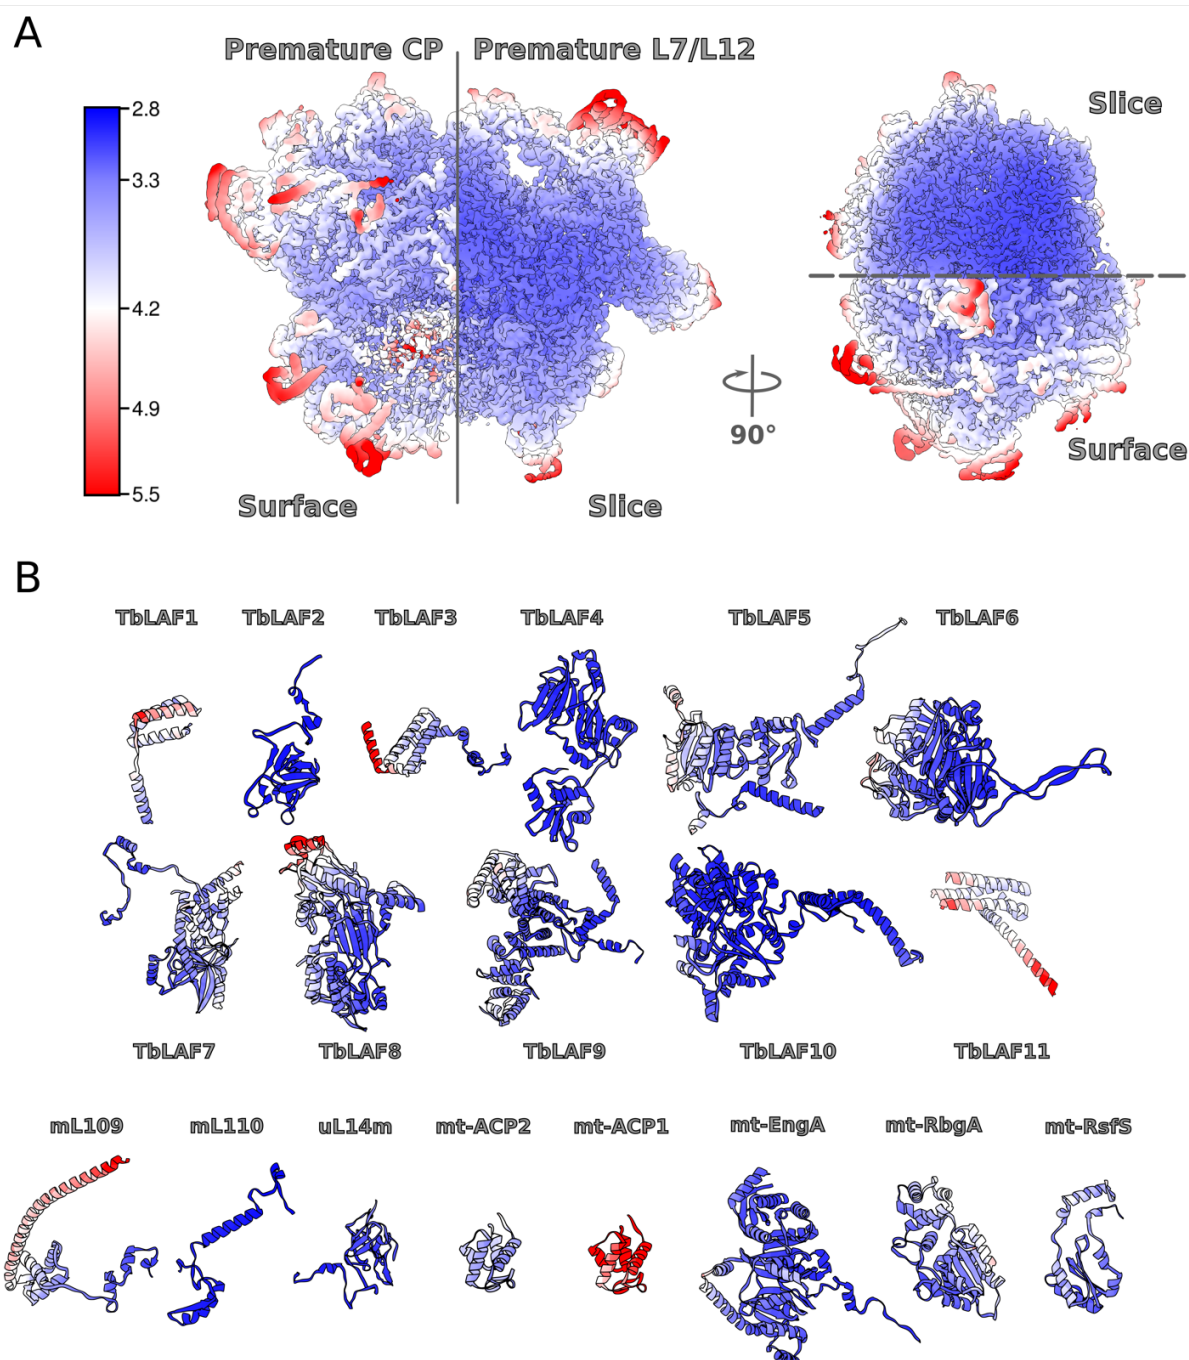 A
Premature CP
Premature L7/L12
Slice
2.8
3.3
4.2
4.9
5.5
90°
Surface
Surface
Slice
B
TbLAF1 TbLAF2 TbLAF3 TbLAF4 TbLAF5 TbLAF6
TbLAF7 TbLAF8 TbLAF9 TbLAF10 TbLAF11
mL109 mL110 uL14m mt-ACP2 mt-ACP1 mt-EngA mt-RbgA mt-RsfS